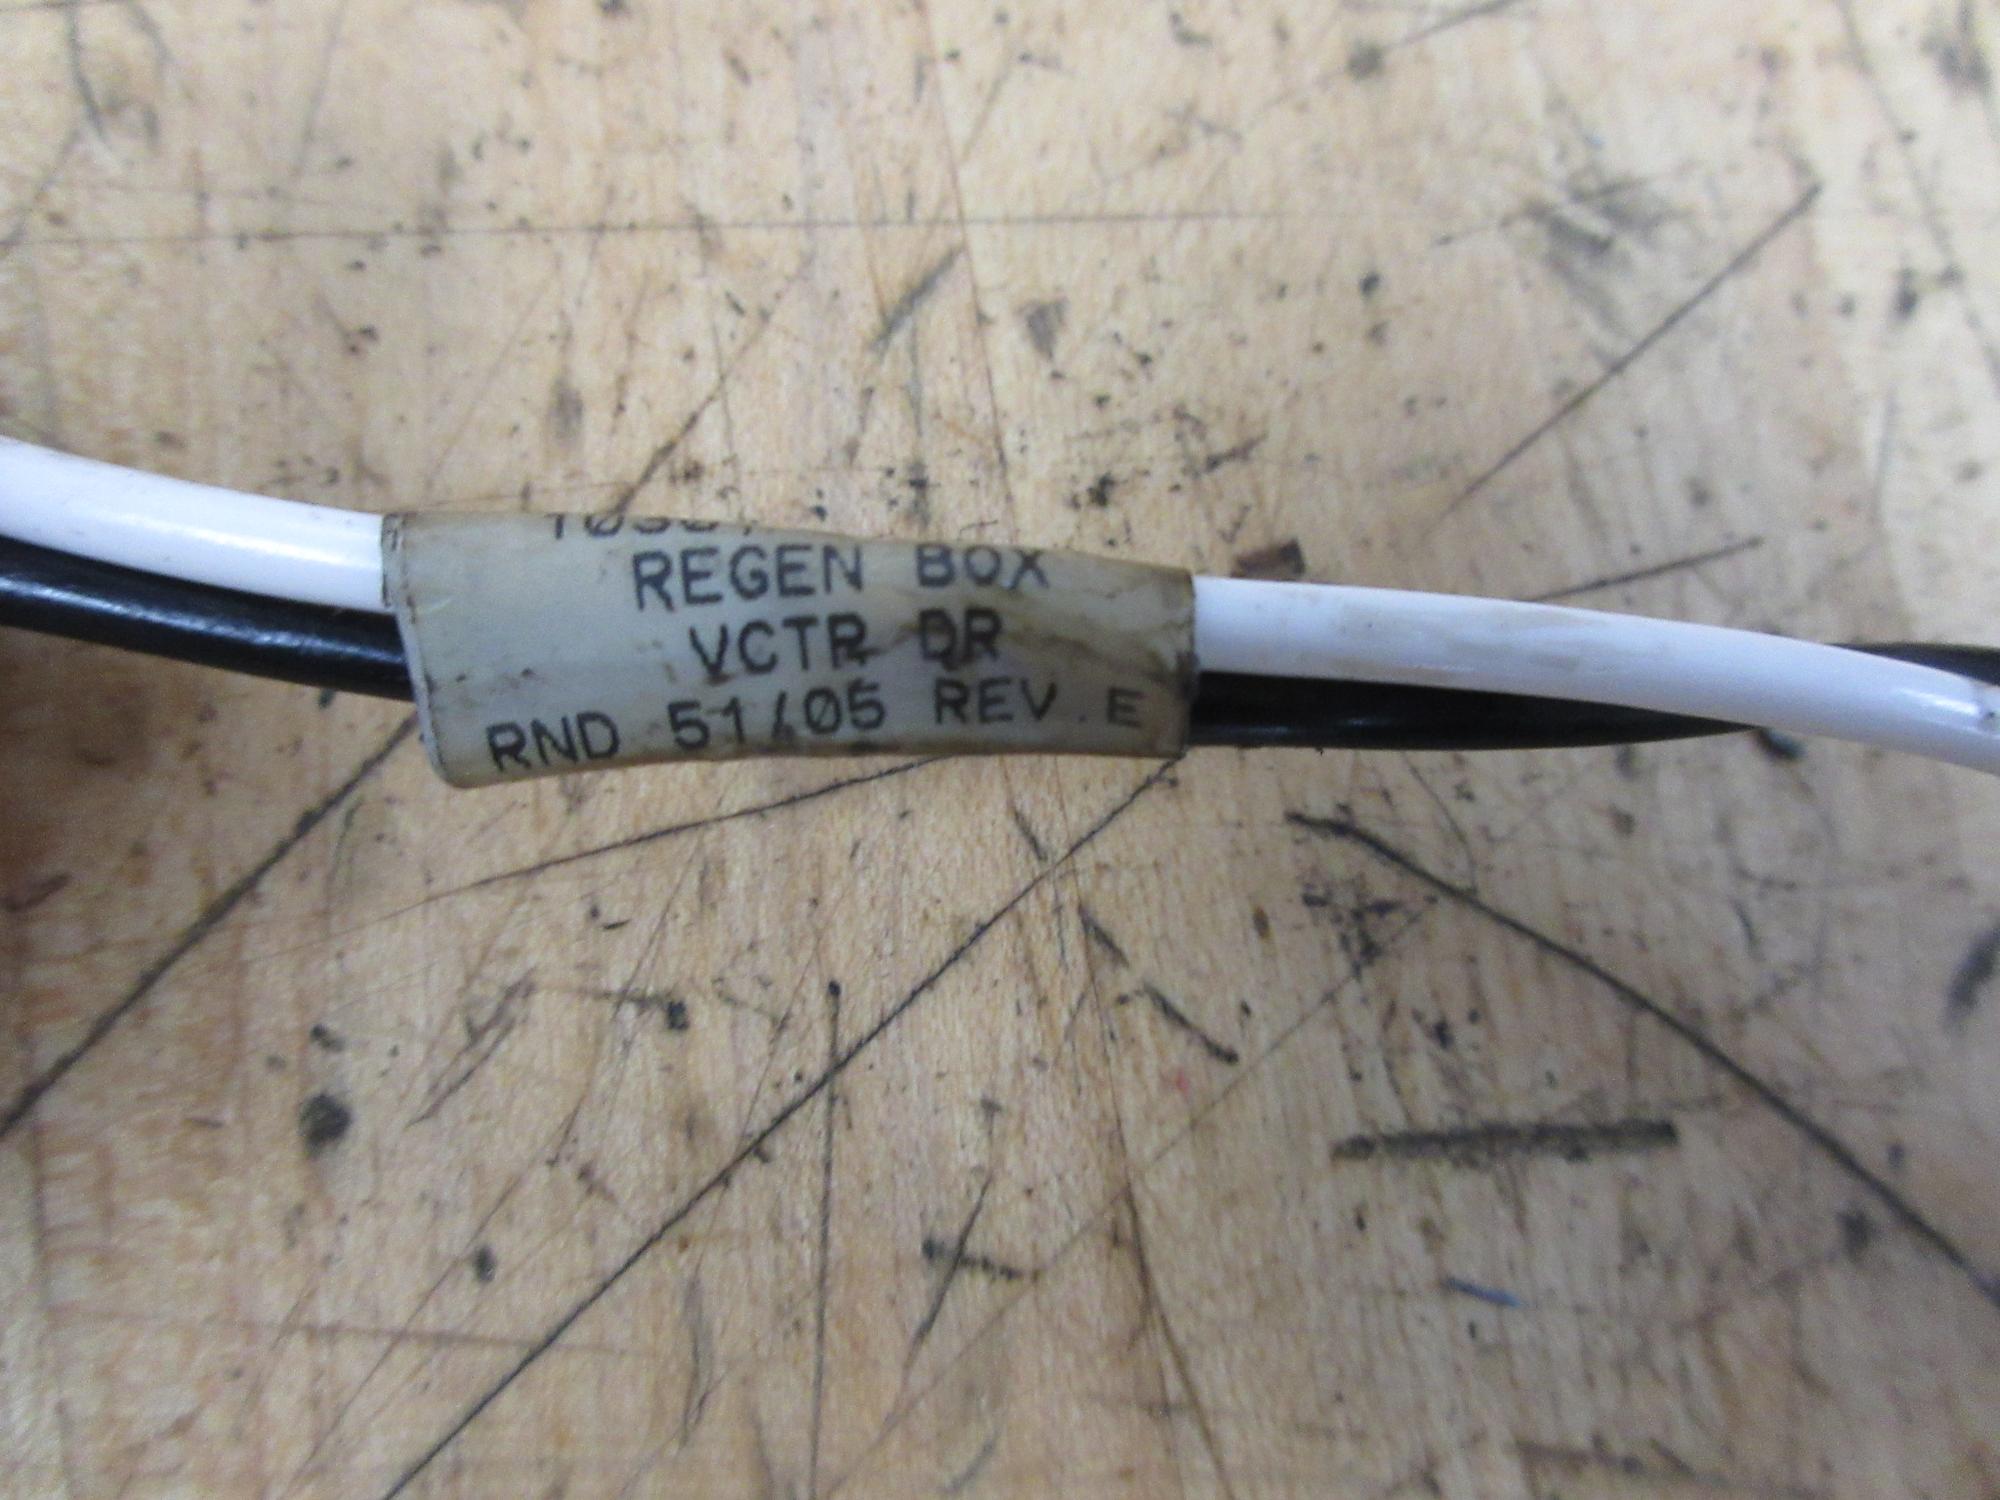 REGEN BOX
VCTR DR
RND 51/05 REV E